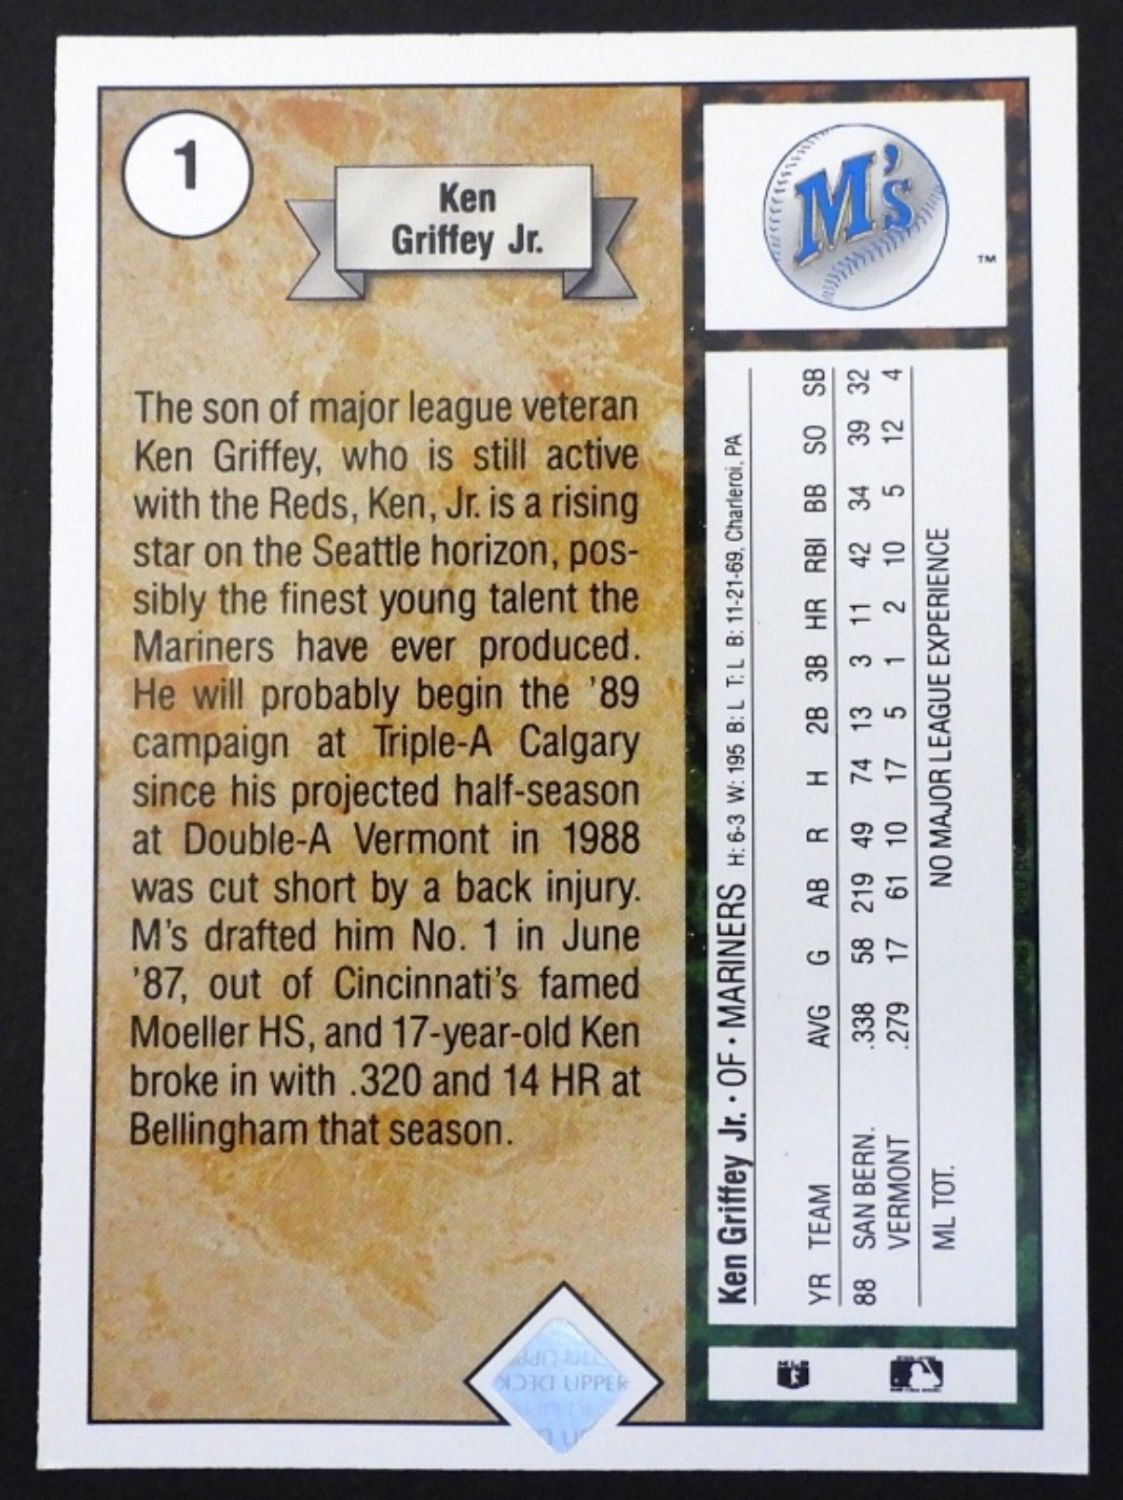 1
Ken
Griffey Jr.
The son of major league veteran
Ken Griffey, who is still active
with the Reds, Ken, Jr. is a rising
star on the Seattle horizon, pos-
sibly the finest young talent the
Mariners have ever produced.
He will probably begin the '89
campaign at Triple-A Calgary
since his projected half-season
at Double-A Vermont in 1988
was cut short by a back injury.
M's drafted him No. 1 in June
'87, out of Cincinnati's famed
Moeller HS, and 17-year-old Ken
broke in with .320 and 14 HR at
Bellingham that season.
UPPER DECK
M's
TM
Ken Griffey Jr. • OF • MARINERS H: 6-3 W: 195 B: L T: L B: 11-21-69, Charleroi, PA
YR TEAM AVG G AB R H 2B 3B HR RBI BB SO SB
88 SAN BERN. .338 58 219 49 74 13 3 11 42 34 39 32
VERMONT .279 17 61 10 17 5 1 2 10 5 12 4
ML TOT. NO MAJOR LEAGUE EXPERIENCE